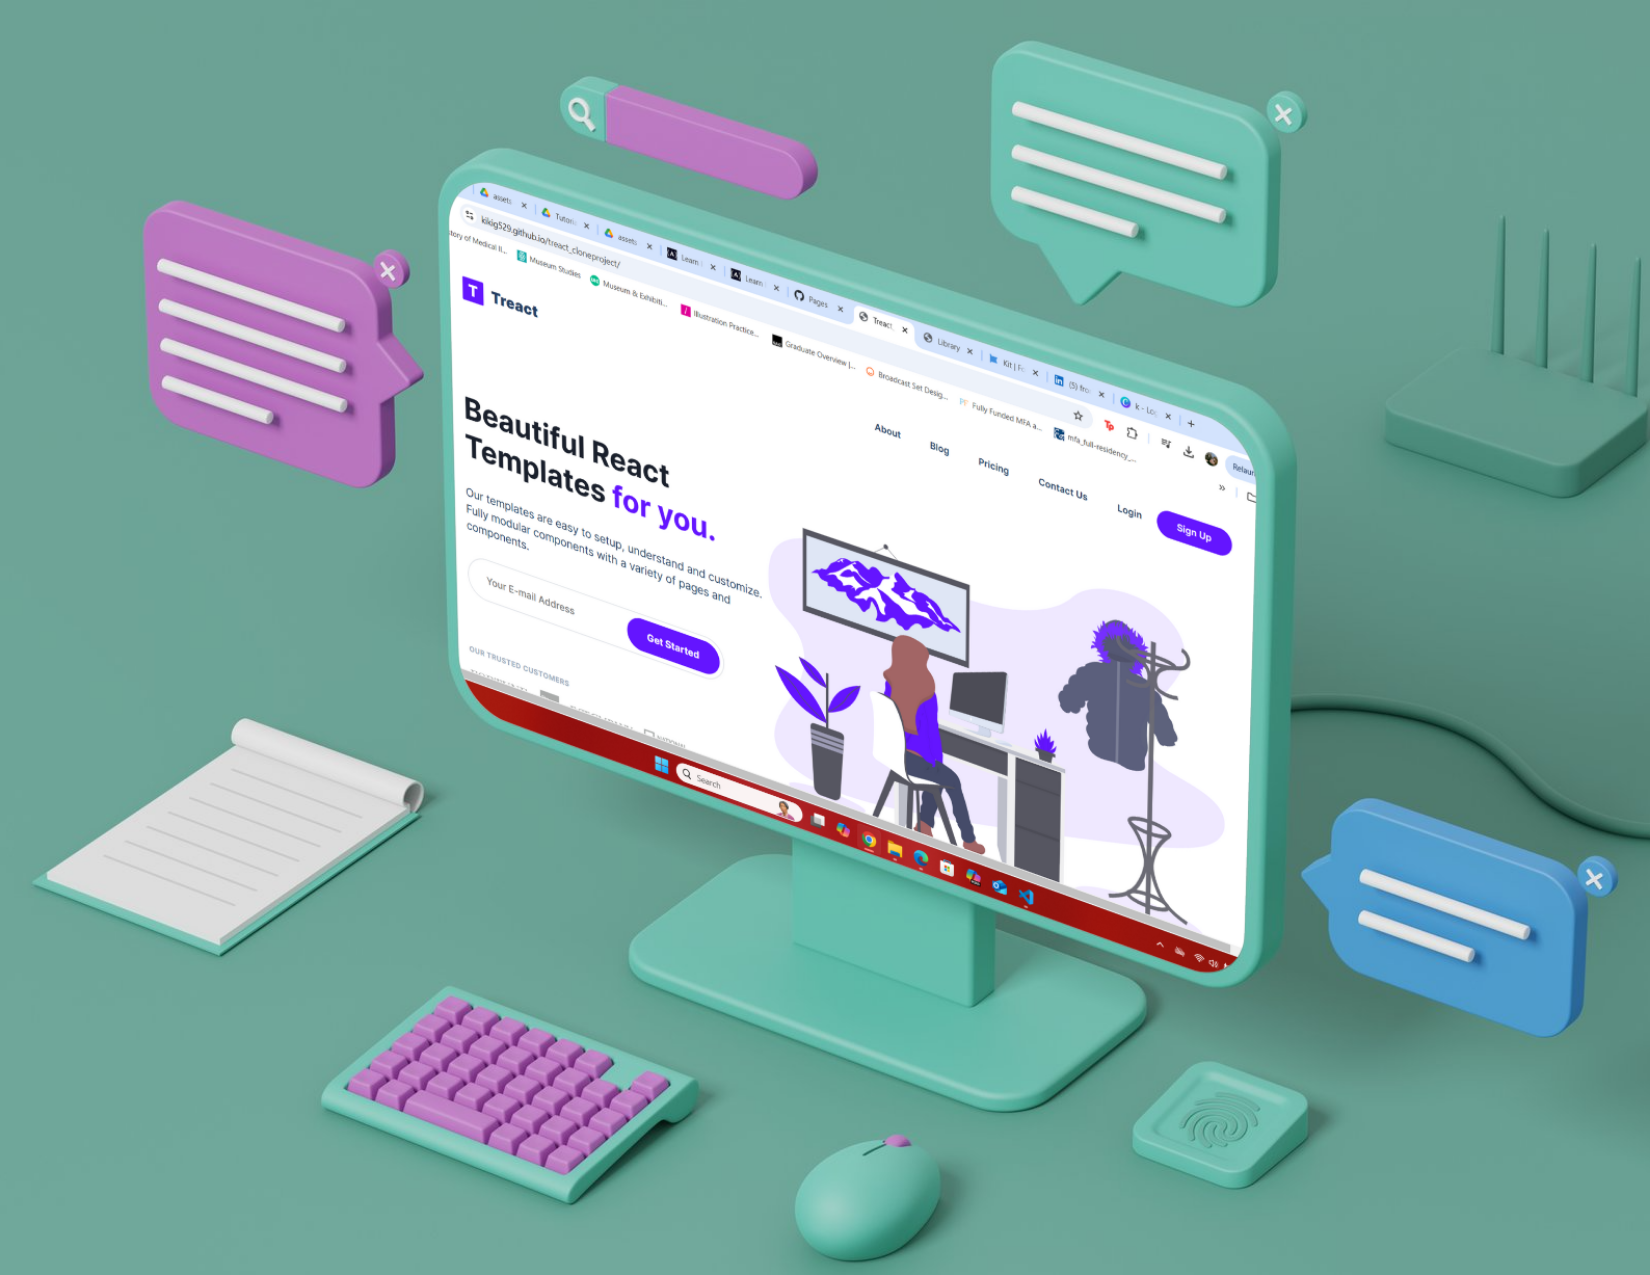 assets
Tutori
assets
Learn
Learn
Pages
Treact
Library
Kit | Fo
(5) fro
k - Log
kikig529.github.io/treact_cloneproject/
Relaun
tory of Medical Il...
Museum Studies
Museum & Exhibiti...
Illustration Practice...
Graduate Overview |...
Broadcast Set Desig...
Fully Funded MFA a...
mfa_full-residency_...
T Treact
About
Blog
Pricing
Contact Us
Login
Sign Up
Beautiful React
Templates for you.
Our templates are easy to setup, understand and customize.
Fully modular components with a variety of pages and
components.
Your E-mail Address
Get Started
OUR TRUSTED CUSTOMERS
Search